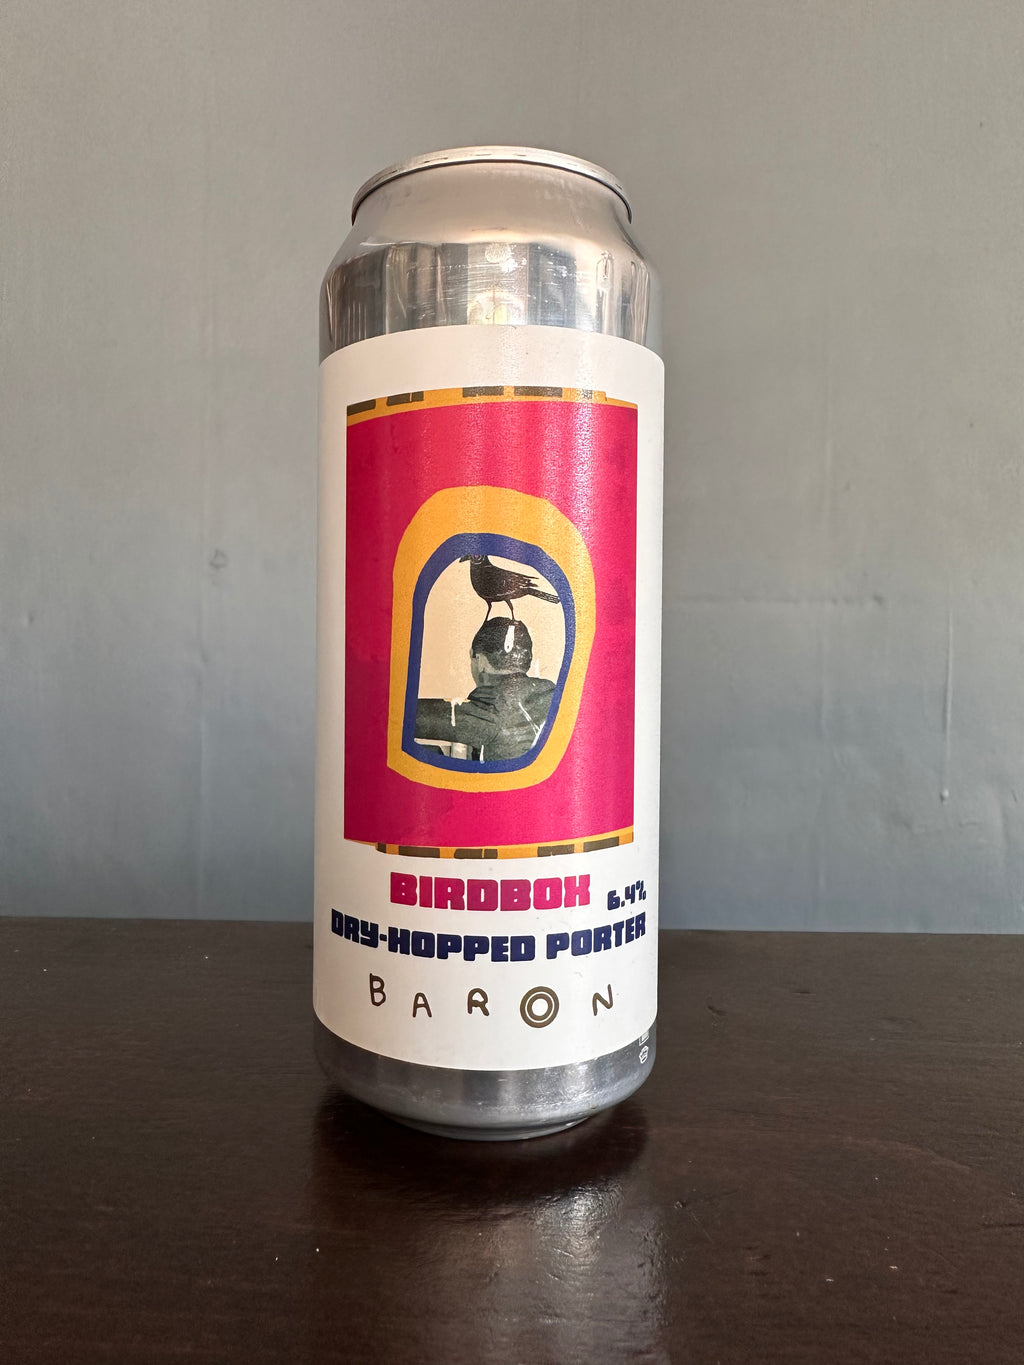 BIRDBOX 6.4%
DRY-HOPPED PORTER
BARON